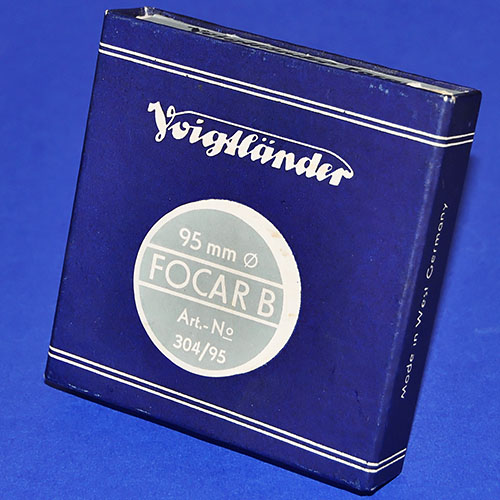 Voigtländer
95 mm Ø
FOCAR B
Art.-No
304/95
Made in West Germany